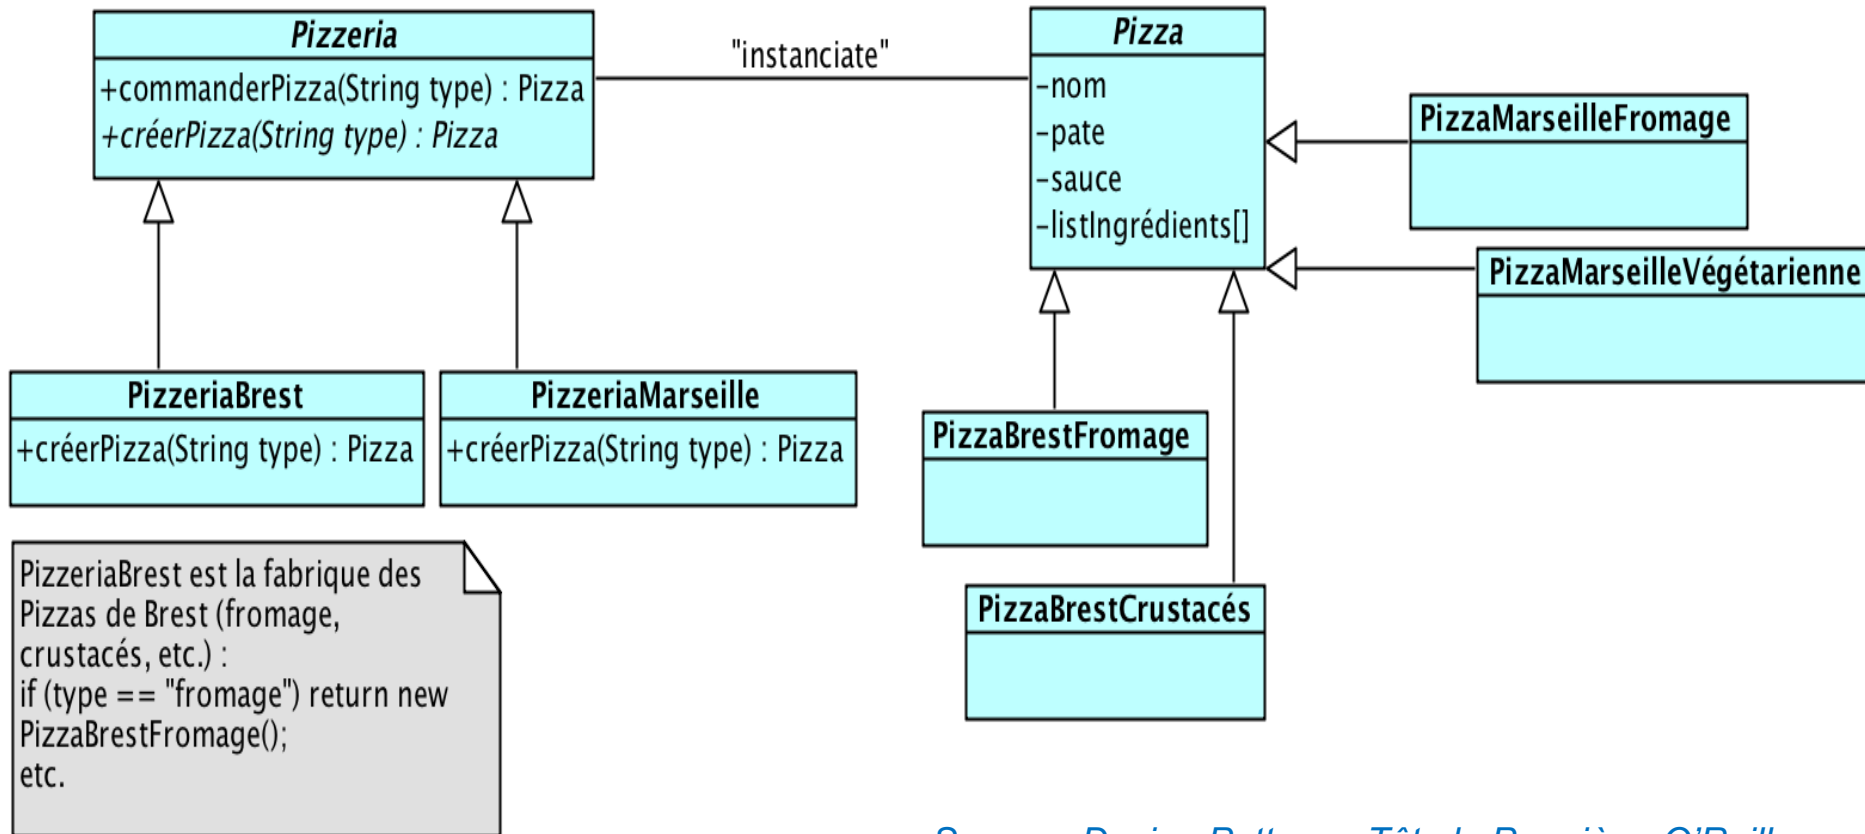 Pizzeria
+commanderPizza(String type) : Pizza
+créerPizza(String type) : Pizza
"instanciate"
Pizza
-nom
-pate
-sauce
-listIngrédients[]
PizzaMarseilleFromage
PizzaMarseilleVégétarienne
PizzeriaBrest
+créerPizza(String type) : Pizza
PizzeriaMarseille
+créerPizza(String type) : Pizza
PizzaBrestFromage
PizzaBrestCrustacés
PizzeriaBrest est la fabrique des
Pizzas de Brest (fromage,
crustacés, etc.) :
if (type == "fromage") return new
PizzaBrestFromage();
etc.